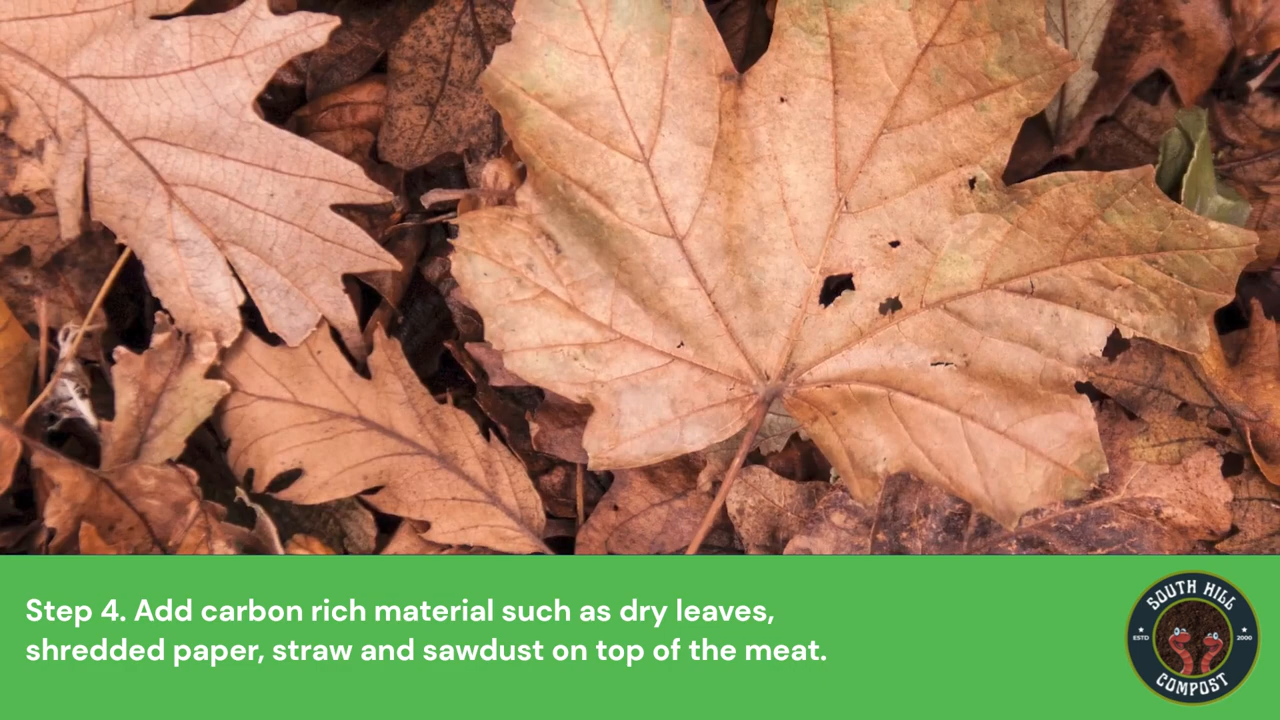 Step 4. Add carbon rich material such as dry leaves,
shredded paper, straw and sawdust on top of the meat.
SOUTH HILL
ESTD 2000
COMPOST